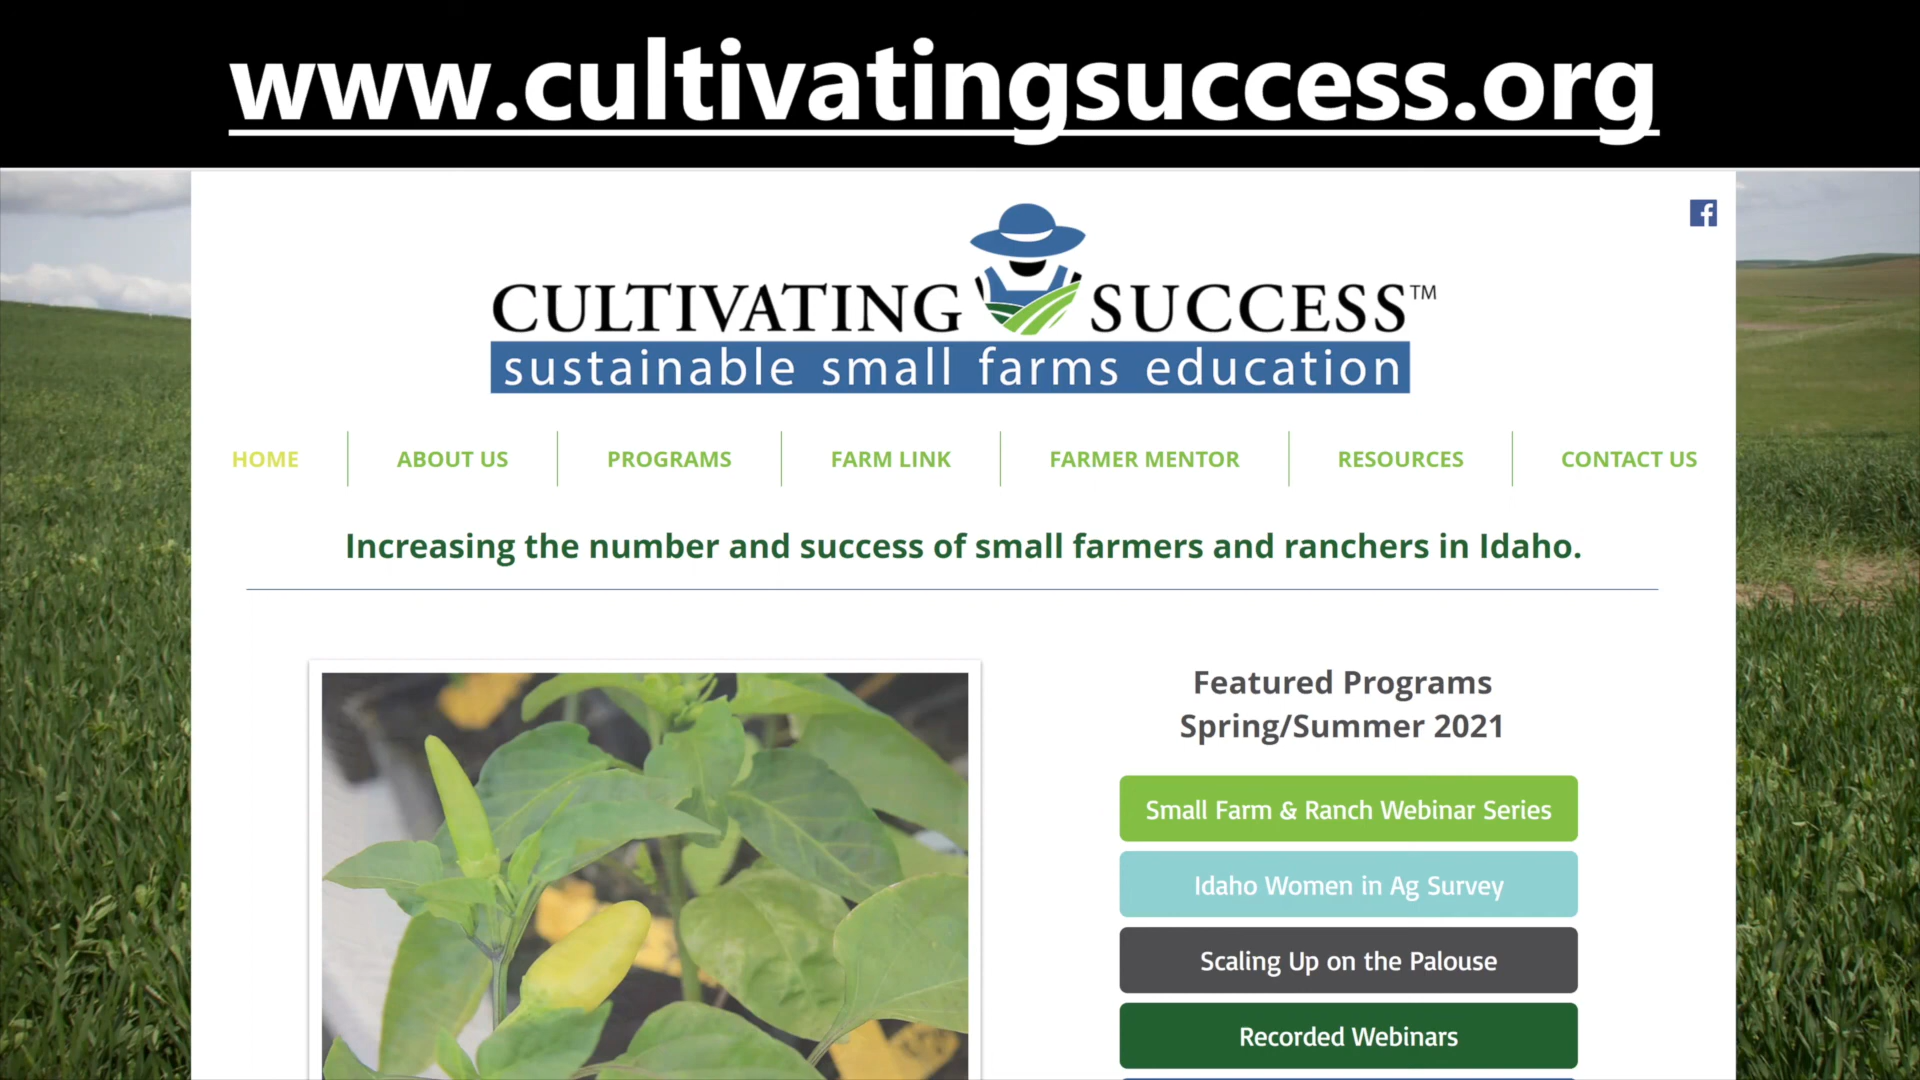 www.cultivatingsuccess.org
CULTIVATING SUCCESS™
sustainable small farms education
HOME
ABOUT US
PROGRAMS
FARM LINK
FARMER MENTOR
RESOURCES
CONTACT US
Increasing the number and success of small farmers and ranchers in Idaho.
Featured Programs
Spring/Summer 2021
Small Farm & Ranch Webinar Series
Idaho Women in Ag Survey
Scaling Up on the Palouse
Recorded Webinars